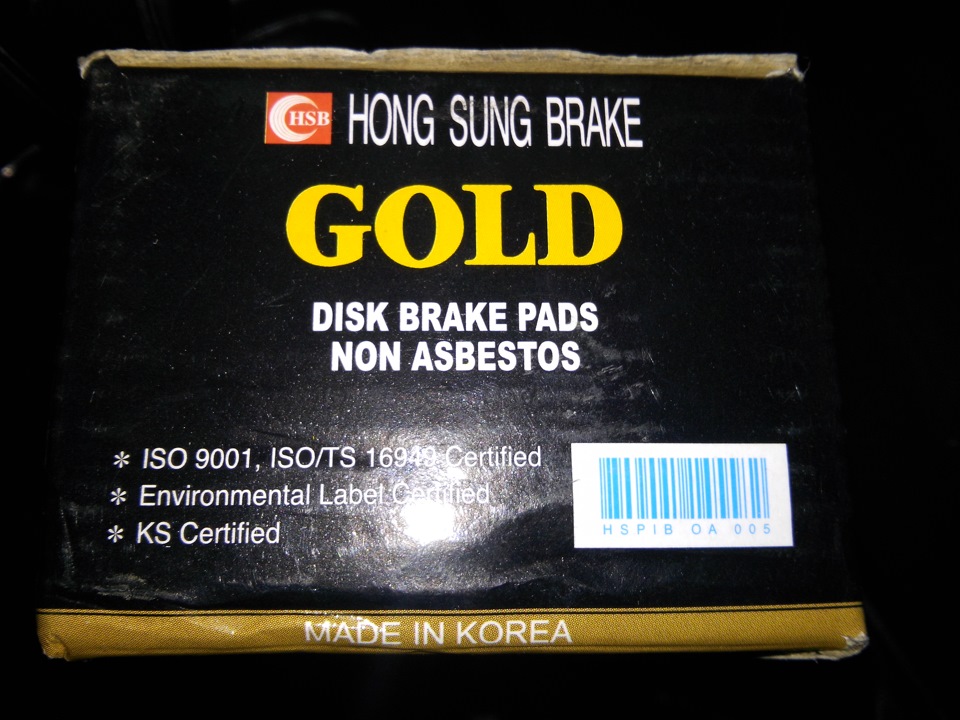 HSB HONG SUNG BRAKE
GOLD
DISK BRAKE PADS
NON ASBESTOS
* ISO 9001, ISO/TS 16949 Certified
* Environmental Label Certified
* KS Certified
HSPIB OA 005
MADE IN KOREA